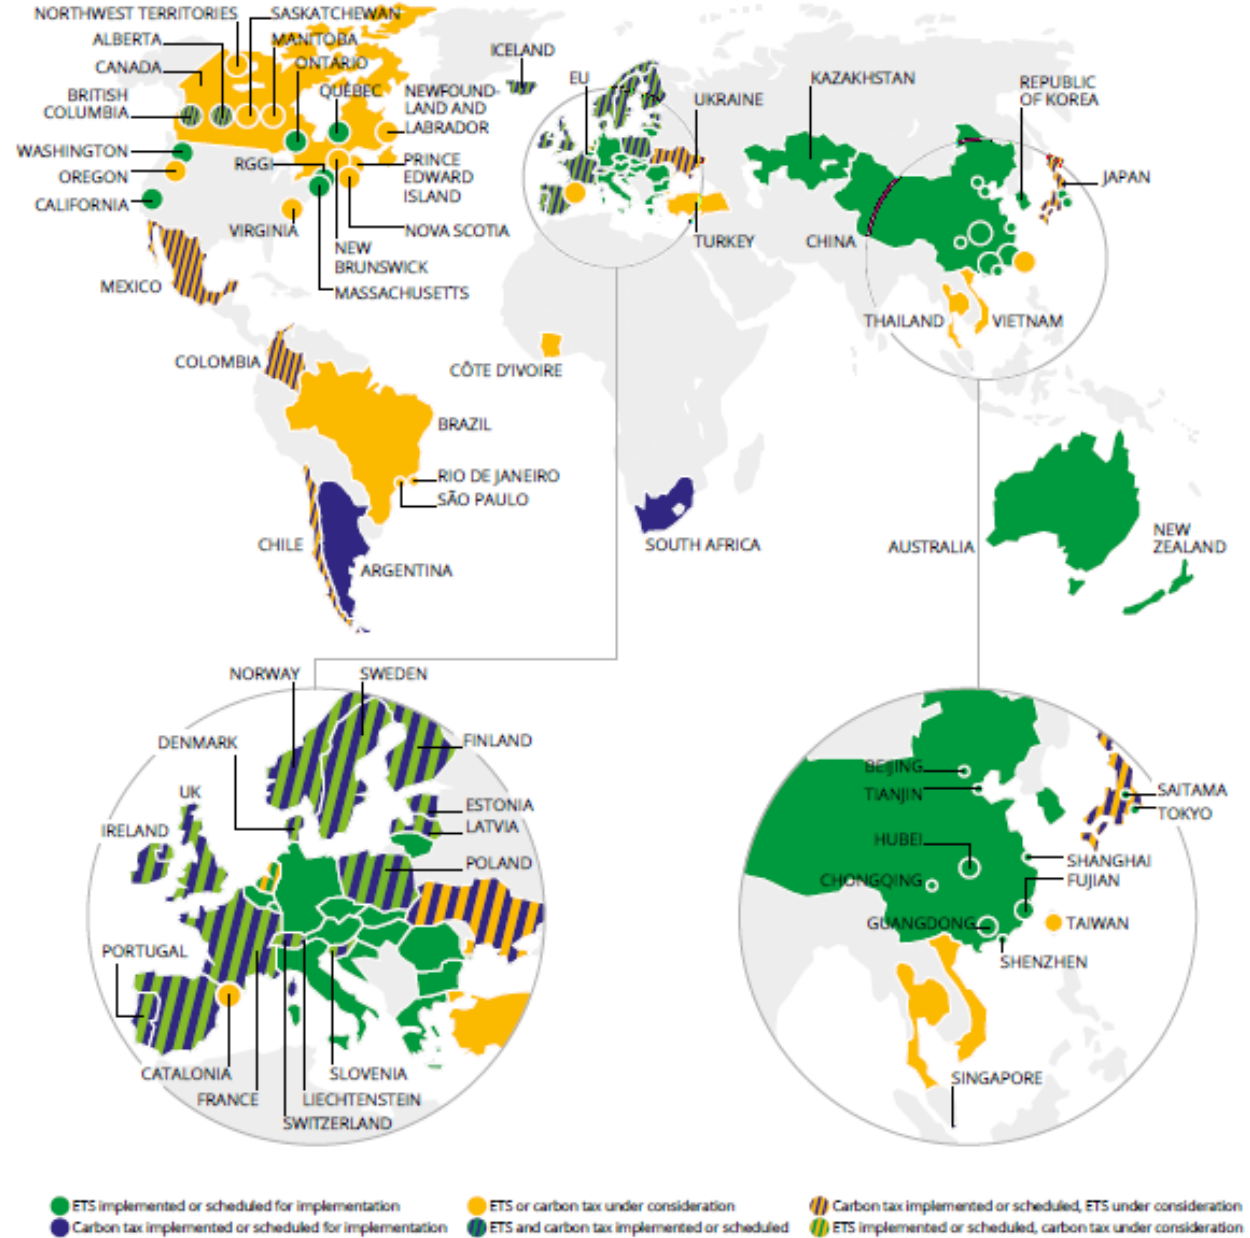 NORTHWEST TERRITORIES
SASKATCHEWAN
ALBERTA
MANITOBA
CANADA
ONTARIO
BRITISH
COLUMBIA
QUÉBEC
NEWFOUND-
LAND AND
LABRADOR
WASHINGTON
OREGON
CALIFORNIA
RGGI
PRINCE
EDWARD
ISLAND
VIRGINIA
NOVA SCOTIA
NEW
BRUNSWICK
MASSACHUSETTS
MEXICO
ICELAND
EU
UKRAINE
KAZAKHSTAN
REPUBLIC
OF KOREA
JAPAN
TURKEY
CHINA
THAILAND
VIETNAM
COLOMBIA
CÔTE D'IVOIRE
BRAZIL
RIO DE JANEIRO
SÃO PAULO
CHILE
ARGENTINA
SOUTH AFRICA
AUSTRALIA
NEW
ZEALAND
NORWAY
SWEDEN
DENMARK
FINLAND
UK
ESTONIA
IRELAND
LATVIA
POLAND
PORTUGAL
CATALONIA
SLOVENIA
FRANCE
LIECHTENSTEIN
SWITZERLAND
BEIJING
TIANJIN
SAITAMA
TOKYO
HUBEI
SHANGHAI
CHONGQING
FUJIAN
GUANGDONG
TAIWAN
SHENZHEN
SINGAPORE
ETS implemented or scheduled for implementation
ETS or carbon tax under consideration
Carbon tax implemented or scheduled, ETS under consideration
Carbon tax implemented or scheduled for implementation
ETS and carbon tax implemented or scheduled
ETS implemented or scheduled, carbon tax under consideration